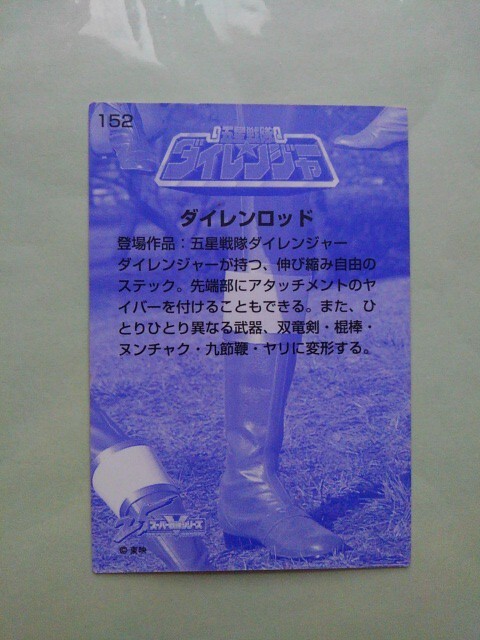 152
五星戦隊
ダイレンジャー
ダイレンロッド
登場作品：五星戦隊ダイレンジャー
ダイレンジャーが持つ、伸び縮み自由の
ステック。先端部にアタッチメントのヤ
イバーを付けることもできる。また、ひ
とりひとり異なる武器、双竜剣・棍棒・
ヌンチャク・九節鞭・ヤリに変形する。
スーパー戦隊シリーズ
©東映